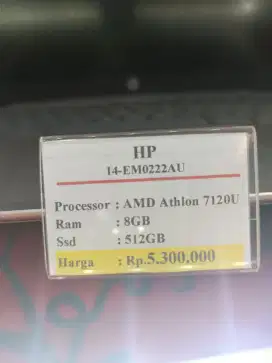 HP
14-EM0222AU
Processor : AMD Athlon 7120U
Ram : 8GB
Ssd : 512GB
Harga : Rp.5.300.000